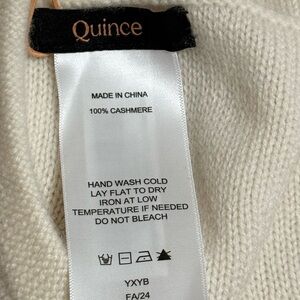 Quince
MADE IN CHINA
100% CASHMERE
HAND WASH COLD
LAY FLAT TO DRY
IRON AT LOW
TEMPERATURE IF NEEDED
DO NOT BLEACH
YXYB
FA/24